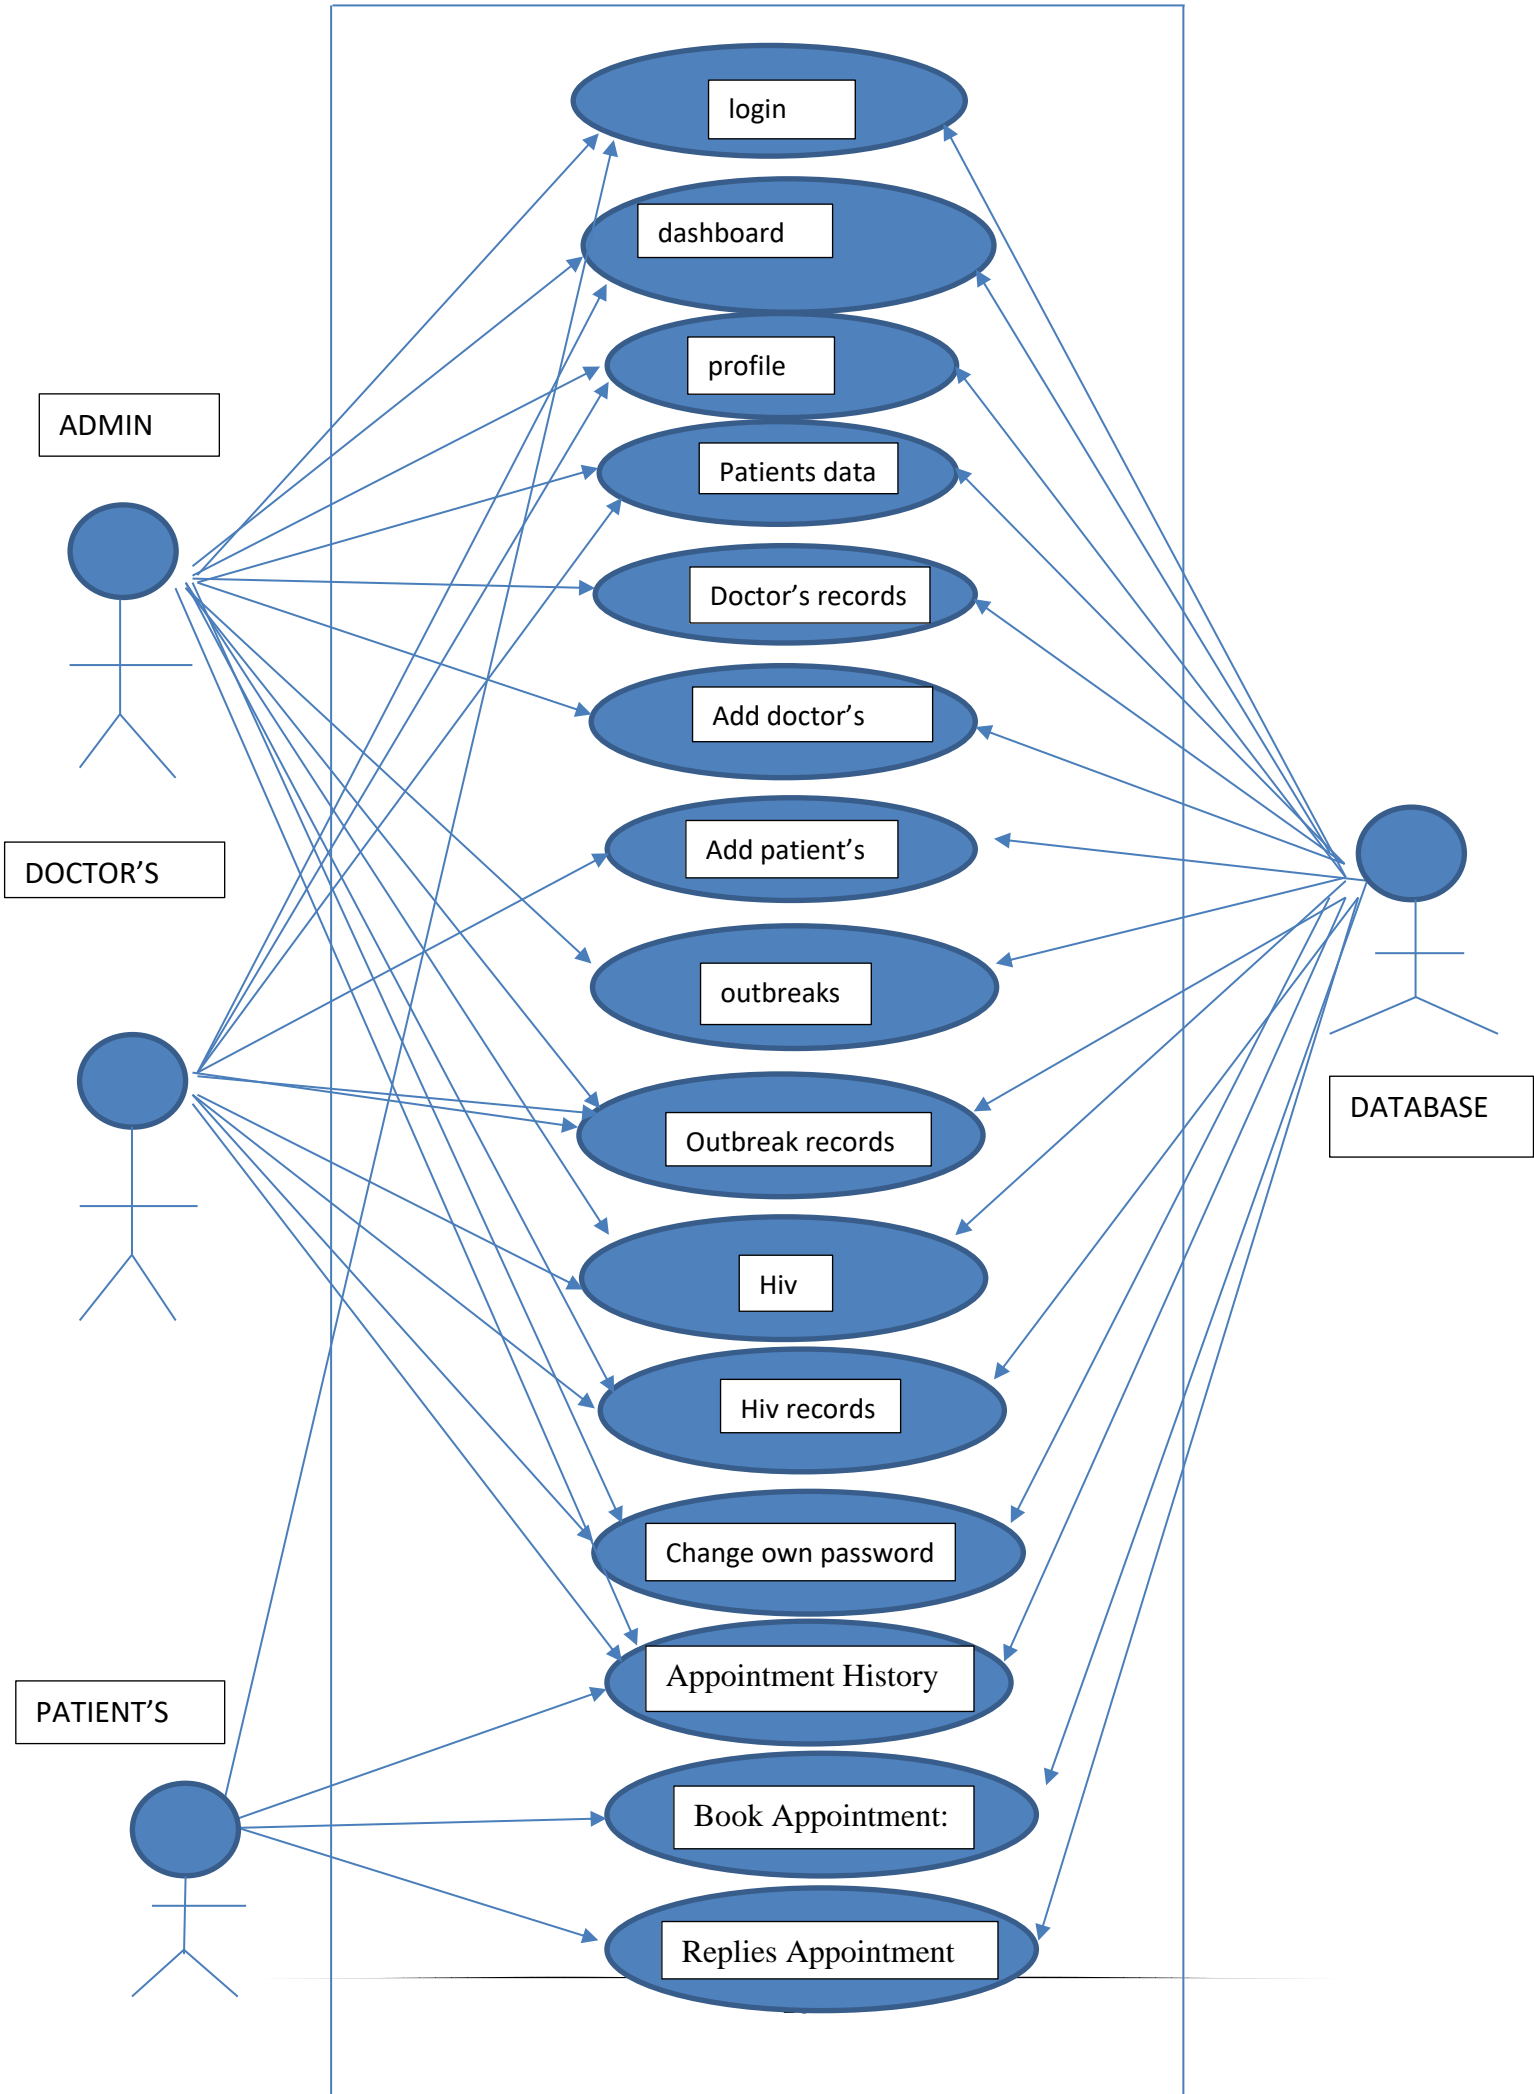 login
dashboard
profile
ADMIN
Patients data
Doctor’s records
Add doctor’s
Add patient’s
DOCTOR’S
outbreaks
DATABASE
Outbreak records
Hiv
Hiv records
Change own password
Appointment History
PATIENT’S
Book Appointment:
Replies Appointment